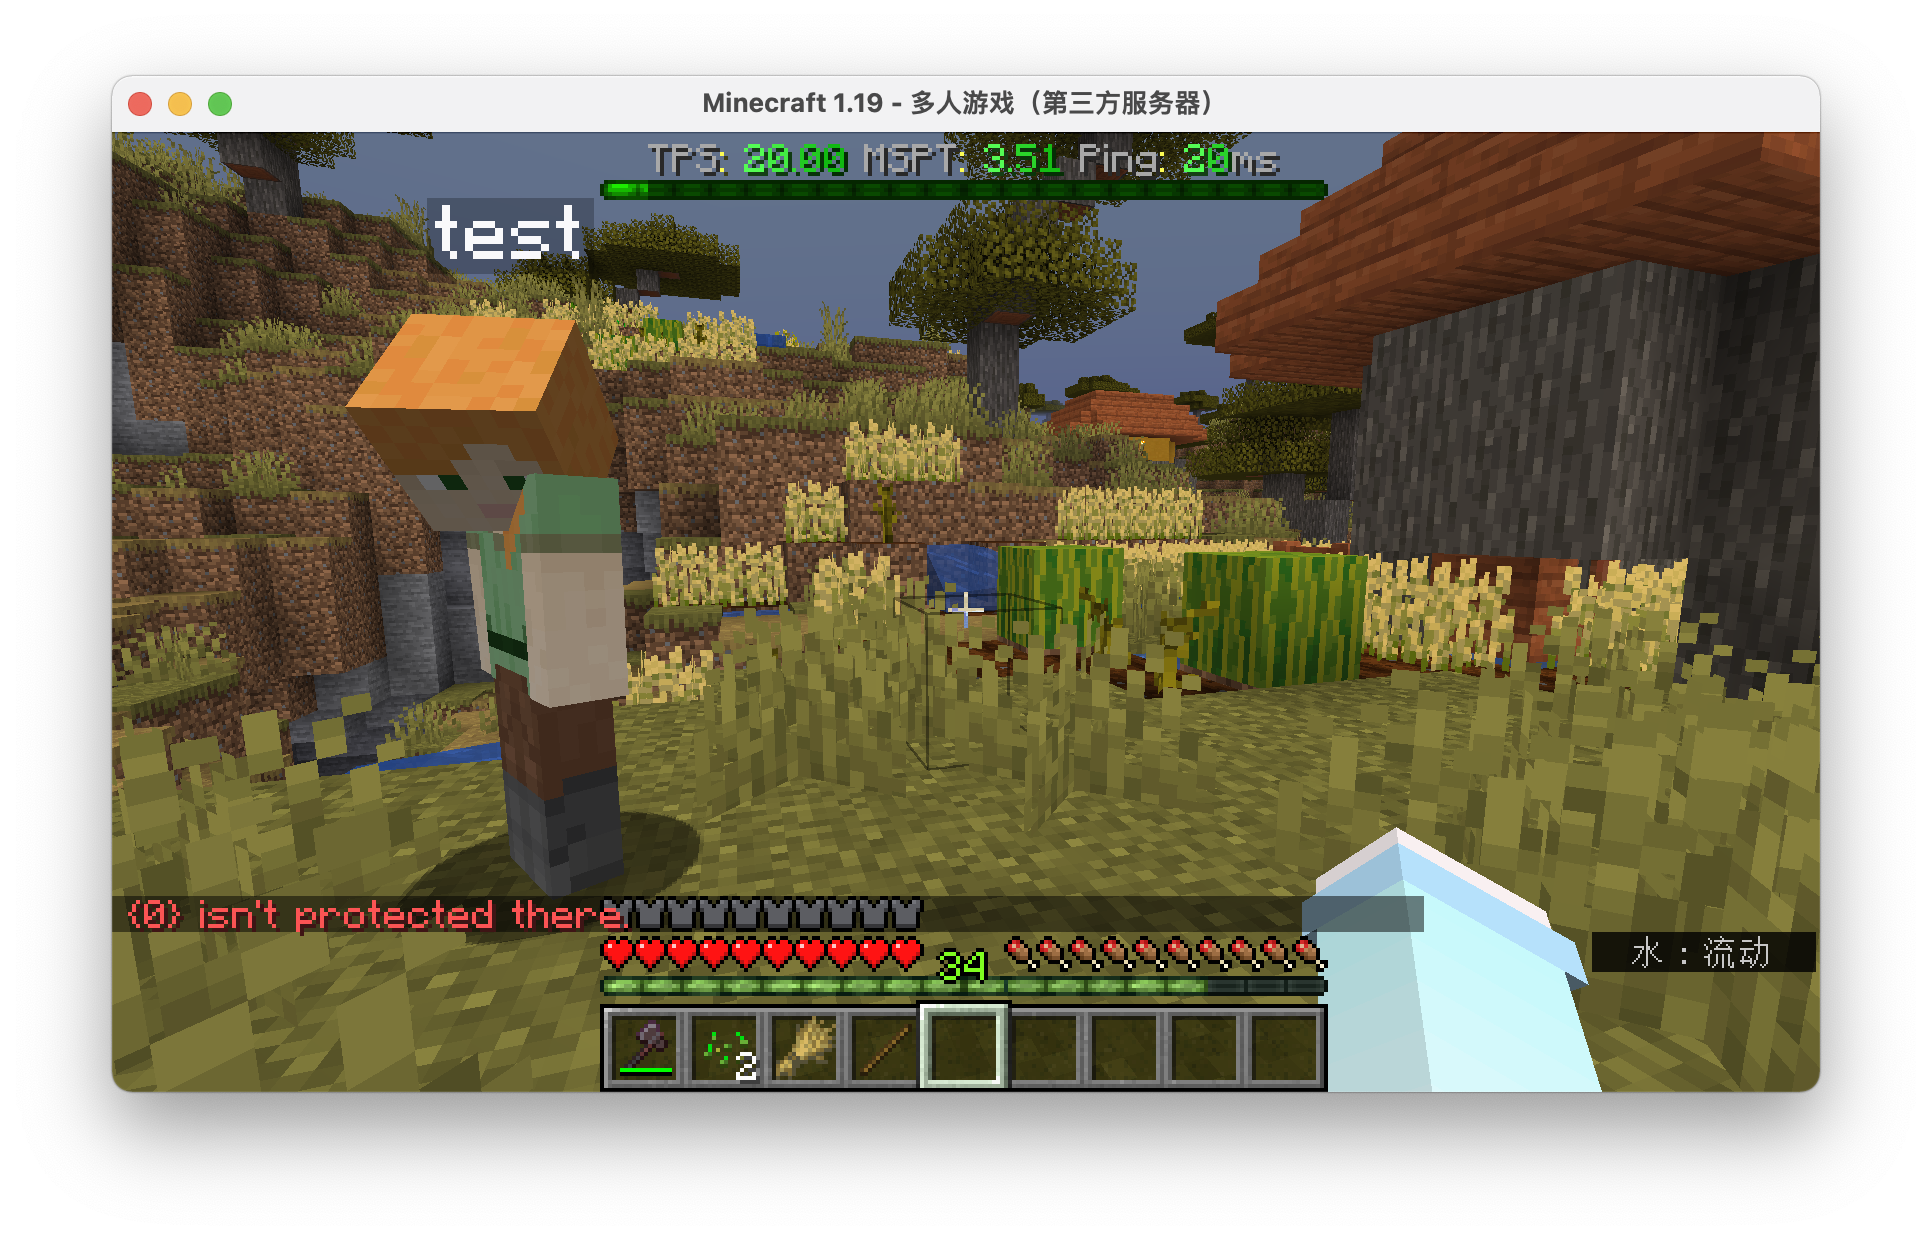 Minecraft 1.19 - 多人游戏（第三方服务器）
TPS: 20.00 MSPT: 3.51 Ping: 20ms
test
{0} isn't protected there.
34
水：流动
2